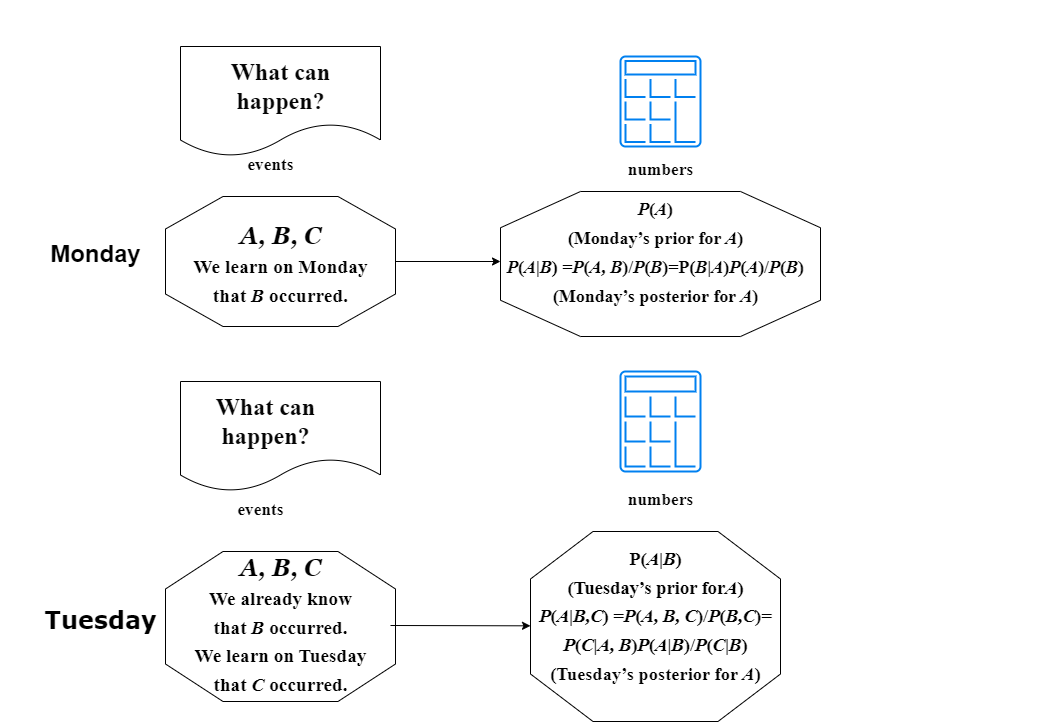 What can
happen?
events
numbers
Monday
A, B, C
We learn on Monday
that B occurred.
P(A)
(Monday’s prior for A)
P(A|B) =P(A, B)/P(B)=P(B|A)P(A)/P(B)
(Monday’s posterior for A)
What can
happen?
events
numbers
Tuesday
A, B, C
We already know
that B occurred.
We learn on Tuesday
that C occurred.
P(A|B)
(Tuesday’s prior forA)
P(A|B,C) =P(A, B, C)/P(B,C)=
P(C|A, B)P(A|B)/P(C|B)
(Tuesday’s posterior for A)